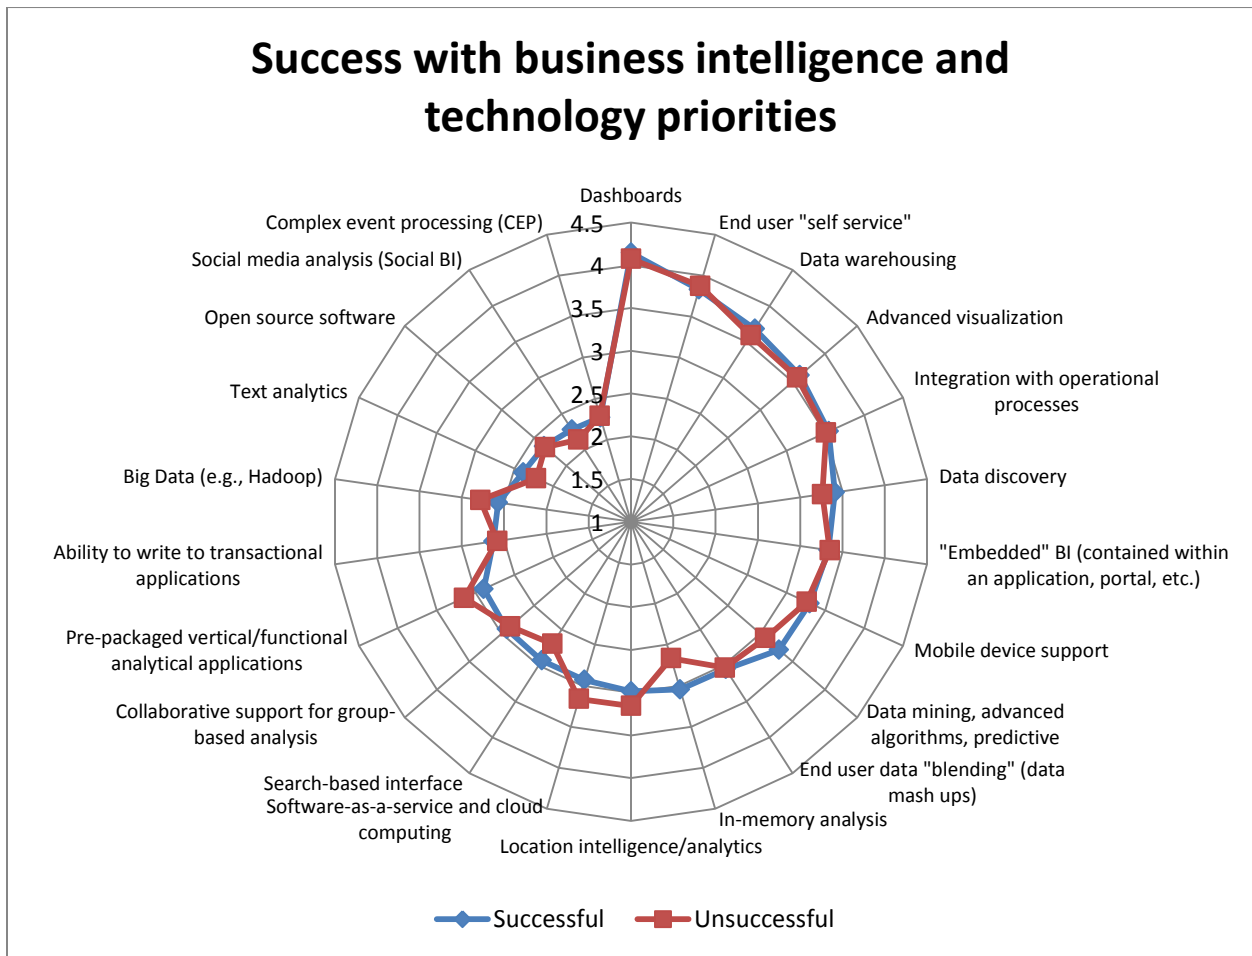 Success with business intelligence and
technology priorities
Dashboards
End user "self service"
Data warehousing
Advanced visualization
Integration with operational
processes
Data discovery
"Embedded" BI (contained within
an application, portal, etc.)
Mobile device support
Data mining, advanced
algorithms, predictive
End user data "blending" (data
mash ups)
In-memory analysis
Location intelligence/analytics
Software-as-a-service and cloud
computing
Search-based interface
Collaborative support for group-
based analysis
Pre-packaged vertical/functional
analytical applications
Ability to write to transactional
applications
Big Data (e.g., Hadoop)
Text analytics
Open source software
Social media analysis (Social BI)
Complex event processing (CEP)
4.5
4
3.5
3
2.5
2
1.5
1
Successful
Unsuccessful